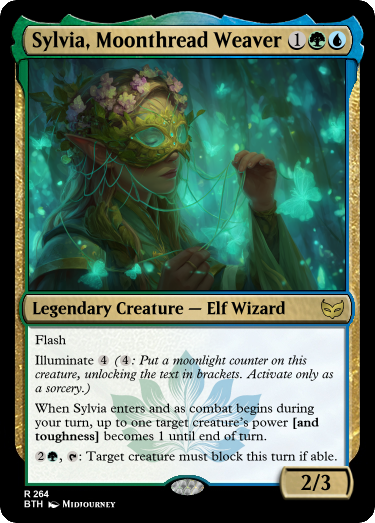 Sylvia, Moonthread Weaver 1
Legendary Creature — Elf Wizard
Flash
Illuminate 4 (4: Put a moonlight counter on this
creature, unlocking the text in brackets. Activate only as
a sorcery.)
When Sylvia enters and as combat begins during
your turn, up to one target creature's power [and
toughness] becomes 1 until end of turn.
2, : Target creature must block this turn if able.
2/3
R 264
BTH Midjourney